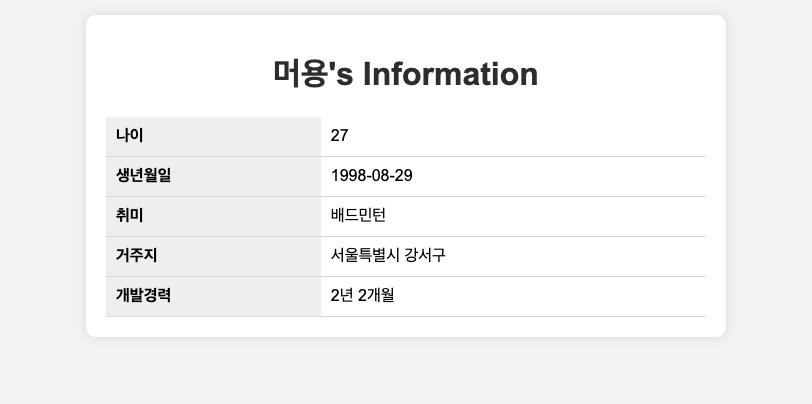 머용's Information
나이 27
생년월일 1998-08-29
취미 배드민턴
거주지 서울특별시 강서구
개발경력 2년 2개월